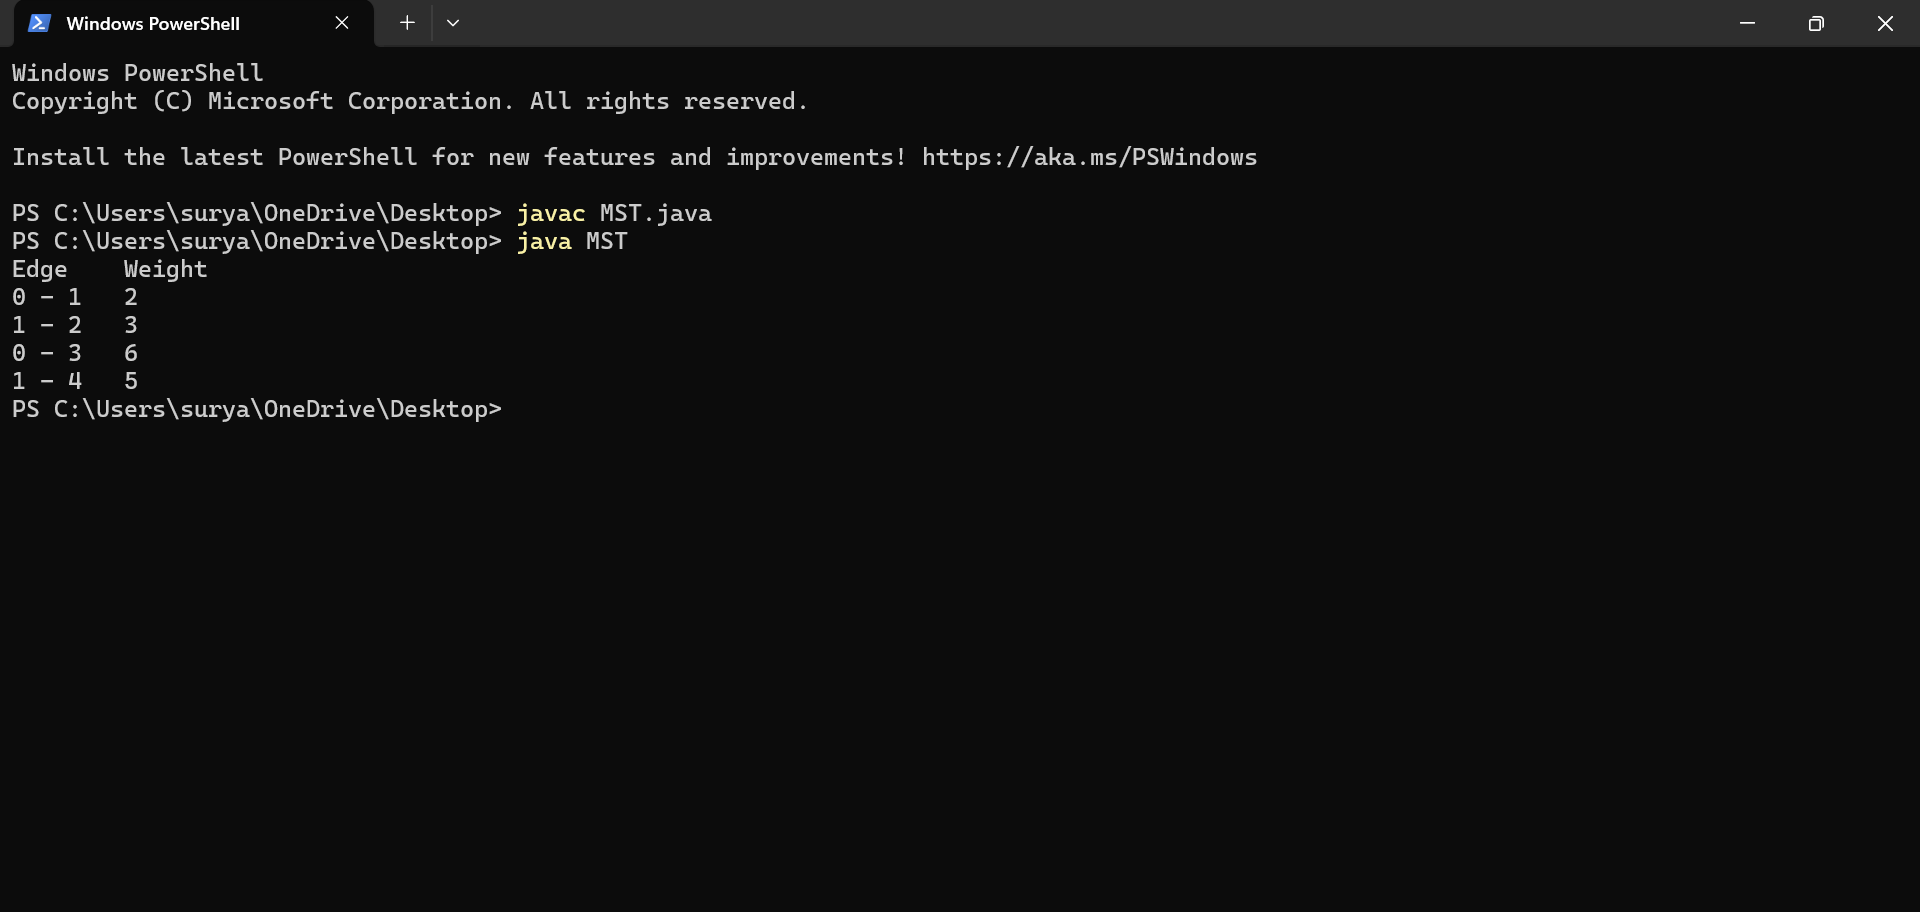 Windows PowerShell
Windows PowerShell
Copyright (C) Microsoft Corporation. All rights reserved.
Install the latest PowerShell for new features and improvements! https://aka.ms/PSWindows
PS C:\Users\surya\OneDrive\Desktop> javac MST.java
PS C:\Users\surya\OneDrive\Desktop> java MST
Edge    Weight
0 - 1   2
1 - 2   3
0 - 3   6
1 - 4   5
PS C:\Users\surya\OneDrive\Desktop>